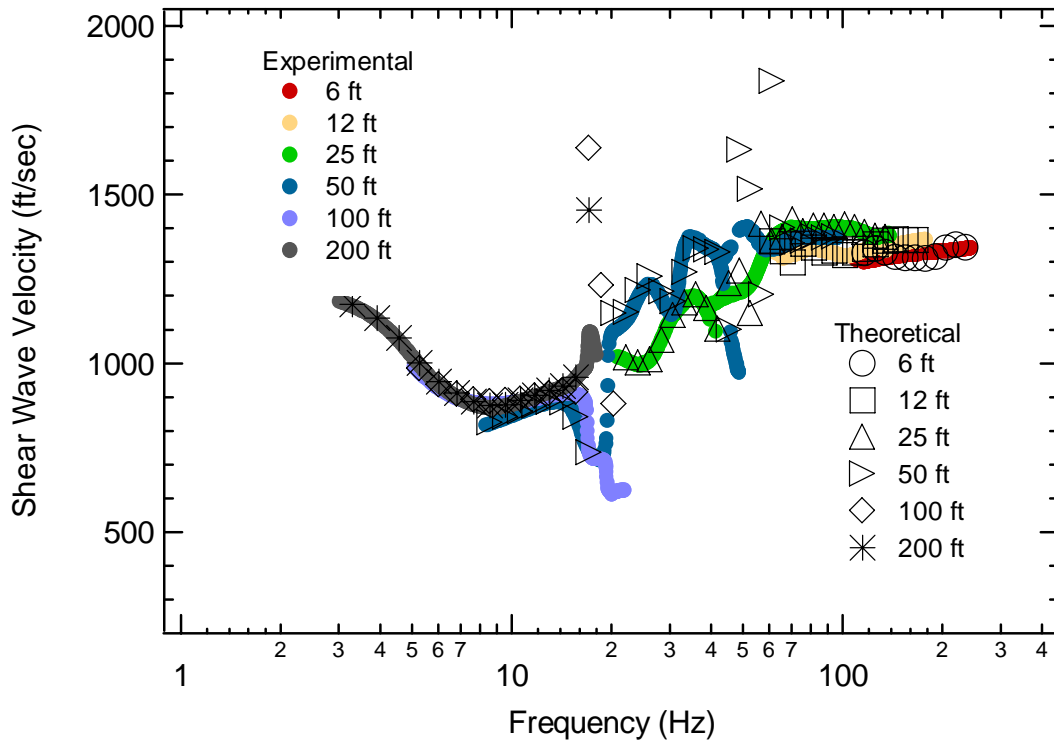 2000
1500
1000
500
Shear Wave Velocity (ft/sec)
Experimental
6 ft
12 ft
25 ft
50 ft
100 ft
200 ft
Theoretical
6 ft
12 ft
25 ft
50 ft
100 ft
200 ft
2 3 4 5 6 7 2 3 4 5 6 7 2 3 4
1 10 100
Frequency (Hz)